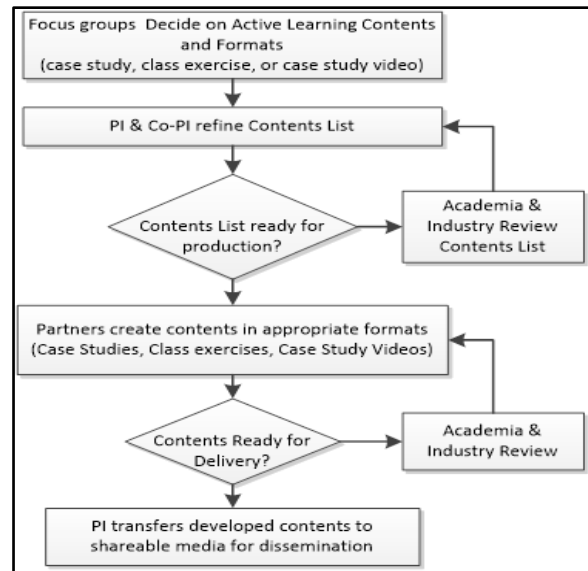 Focus groups Decide on Active Learning Contents
and Formats
(case study, class exercise, or case study video)
PI & Co-PI refine Contents List
Contents List ready for
production?
Academia &
Industry Review
Contents List
Partners create contents in appropriate formats
(Case Studies, Class exercises, Case Study Videos)
Contents Ready for
Delivery?
Academia &
Industry Review
PI transfers developed contents to
shareable media for dissemination